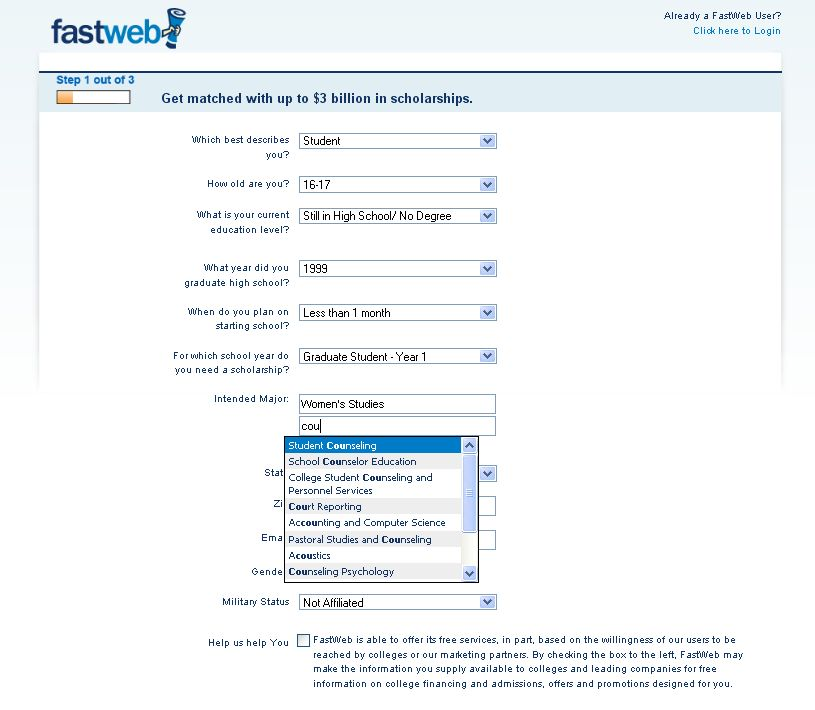 fastweb
Already a FastWeb User?
Click here to Login
Step 1 out of 3
Get matched with up to $3 billion in scholarships.
Which best describes
you?
Student
How old are you?
16-17
What is your current
education level?
Still in High School/ No Degree
What year did you
graduate high school?
1999
When do you plan on
starting school?
Less than 1 month
For which school year do
you need a scholarship?
Graduate Student - Year 1
Intended Major:
Women's Studies
cou
Student Counseling
School Counselor Education
College Student Counseling and
Personnel Services
Court Reporting
Accounting and Computer Science
Pastoral Studies and Counseling
Acoustics
Counseling Psychology
Stat
Zi
Ema
Gende
Military Status
Not Affiliated
Help us help You
FastWeb is able to offer its free services, in part, based on the willingness of our users to be
reached by colleges or our marketing partners. By checking the box to the left, FastWeb may
make the information you supply available to colleges and leading companies for free
information on college financing and admissions, offers and promotions designed for you.